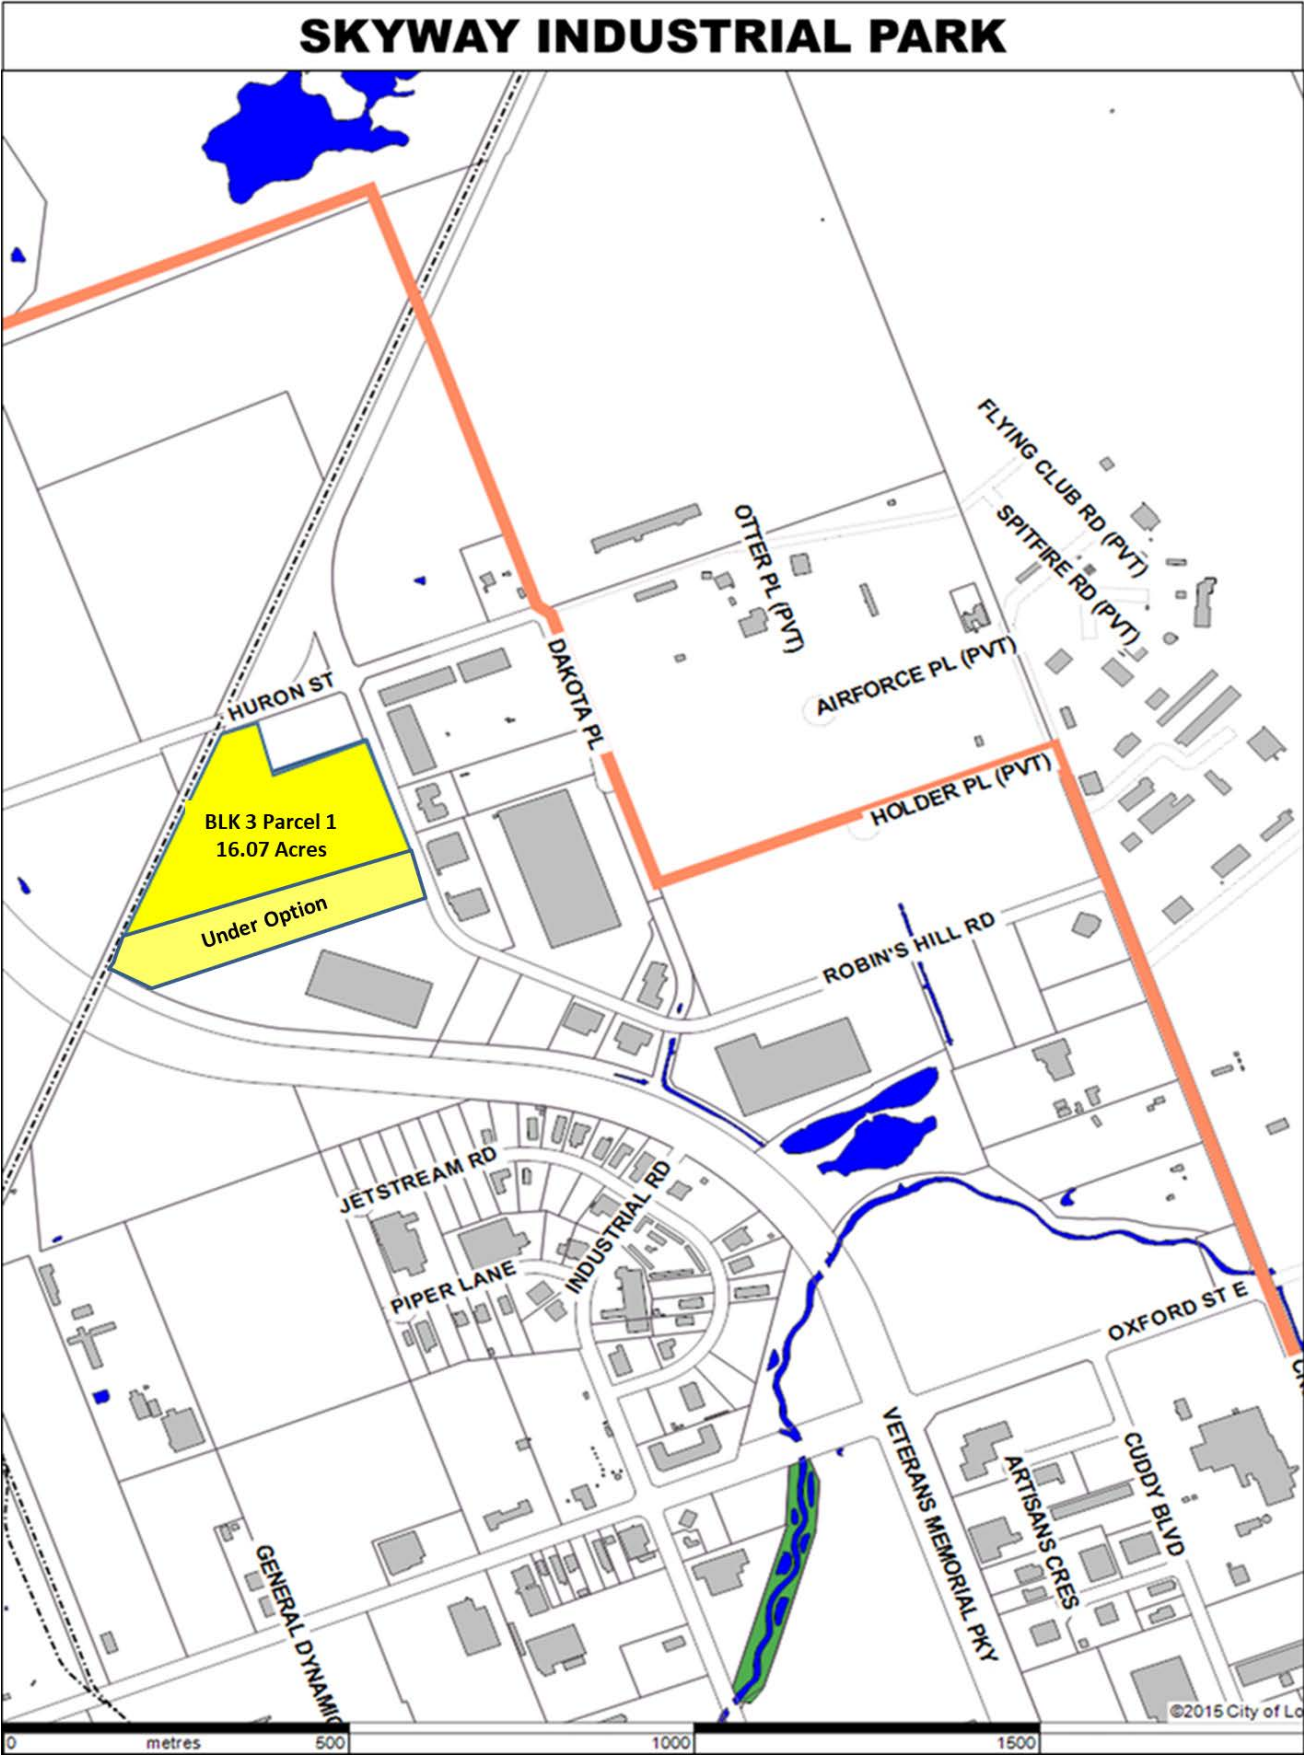 SKYWAY INDUSTRIAL PARK
FLYING CLUB RD (PVT)
SPITFIRE RD (PVT)
OTTER PL (PVT)
AIRFORCE PL (PVT)
DAKOTA PL
HURON ST
HOLDER PL (PVT)
BLK 3 Parcel 1
16.07 Acres
Under Option
ROBIN'S HILL RD
JETSTREAM RD
INDUSTRIAL RD
PIPER LANE
OXFORD ST E
VETERANS MEMORIAL PKY
ARTISANS CRES
CUDDY BLVD
GENERAL DYNAMIC
©2015 City of Lo
0 metres 500 1000 1500